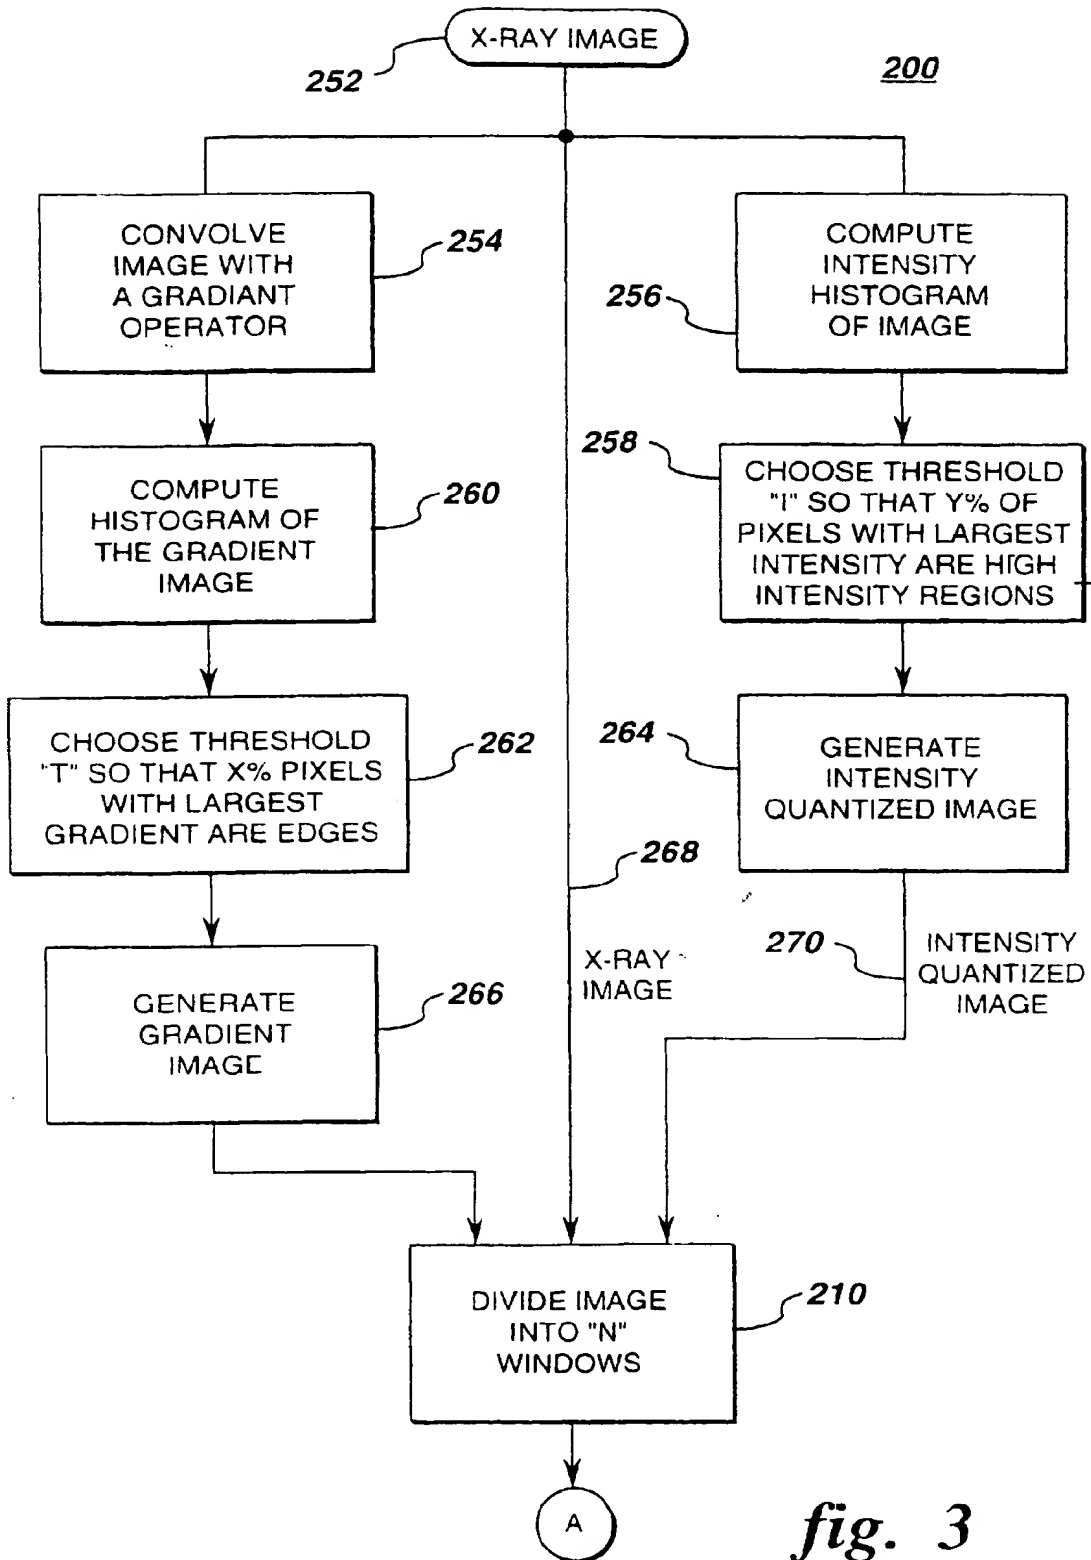 X-RAY IMAGE
252
200
CONVOLVE
IMAGE WITH
A GRADIANT
OPERATOR
254
COMPUTE
INTENSITY
HISTOGRAM
OF IMAGE
256
COMPUTE
HISTOGRAM OF
THE GRADIENT
IMAGE
260
258
CHOOSE THRESHOLD
"I" SO THAT Y% OF
PIXELS WITH LARGEST
INTENSITY ARE HIGH
INTENSITY REGIONS
CHOOSE THRESHOLD
"T" SO THAT X% PIXELS
WITH LARGEST
GRADIENT ARE EDGES
262
264
GENERATE
INTENSITY
QUANTIZED IMAGE
268
GENERATE
GRADIENT
IMAGE
266
X-RAY
IMAGE
270
INTENSITY
QUANTIZED
IMAGE
DIVIDE IMAGE
INTO "N"
WINDOWS
210
A
fig. 3